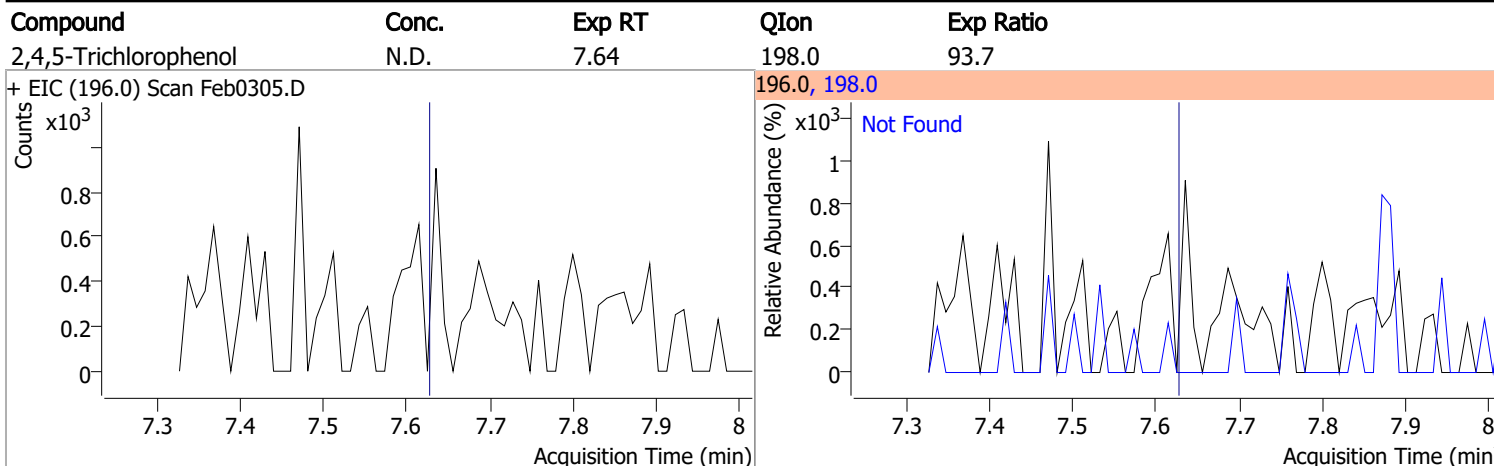 Compound Conc. Exp RT QIon Exp Ratio
2,4,5-Trichlorophenol N.D. 7.64 198.0 93.7
+ EIC (196.0) Scan Feb0305.D
Counts
x10³
0.8
0.6
0.4
0.2
0
7.3 7.4 7.5 7.6 7.7 7.8 7.9 8
Acquisition Time (min)
196.0, 198.0
Relative Abundance (%)
x10³
Not Found
1
0.8
0.6
0.4
0.2
0
7.3 7.4 7.5 7.6 7.7 7.8 7.9 8
Acquisition Time (min